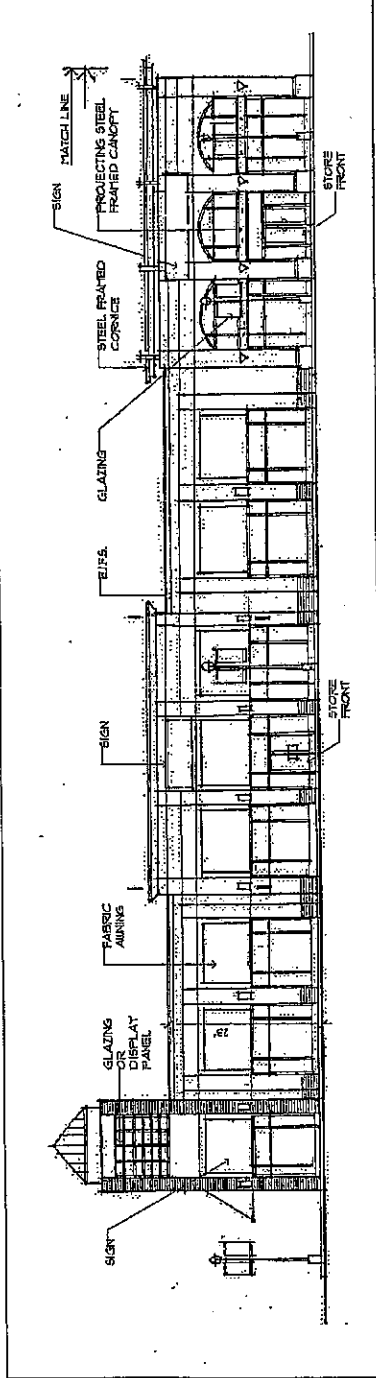 SIGN
GLAZING
OR
DISPLAY
PANEL
FABRIC
AWNING
SIGN
E.I.F.S.
GLAZING
STEEL FRAMED
CORNICE
SIGN
MATCH LINE
PROJECTING STEEL
FRAMED CANOPY
23'
STORE
FRONT
STORE
FRONT